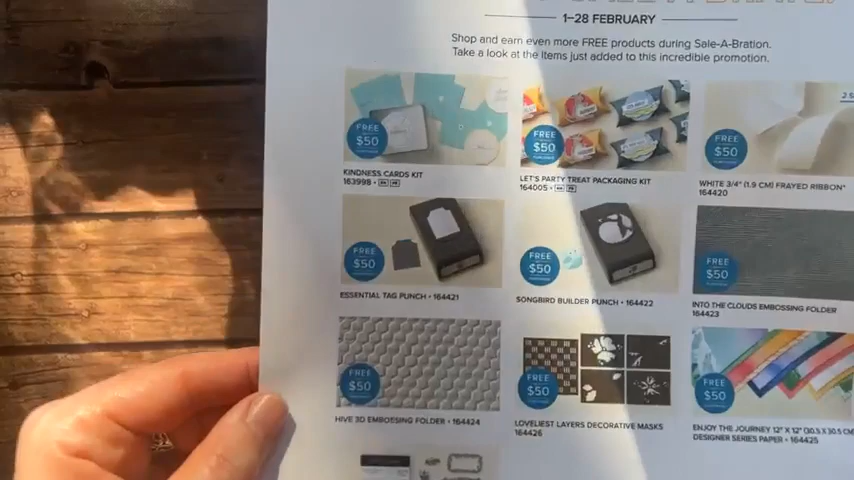 1–28 FEBRUARY
Shop and earn even more FREE products during Sale-A-Bration.
Take a look at the items just added to this incredible promotion.
FREE
$50
KINDNESS CARDS KIT
163998 •
FREE
$50
LET'S PARTY TREAT PACKAGING KIT
164005 •
FREE
$50
WHITE 3/4" (1.9 CM) FRAYED RIBBON*
164420
FREE
$50
ESSENTIAL TAG PUNCH • 164421
FREE
$50
SONGBIRD BUILDER PUNCH • 164422
FREE
$50
INTO THE CLOUDS EMBOSSING FOLDER
164423
FREE
$50
HIVE 3D EMBOSSING FOLDER • 164424
FREE
$50
LOVELIEST LAYERS DECORATIVE MASKS
164426
FREE
$50
ENJOY THE JOURNEY 12" X 12" (30.5 X 30.5 CM)
DESIGNER SERIES PAPER • 164425